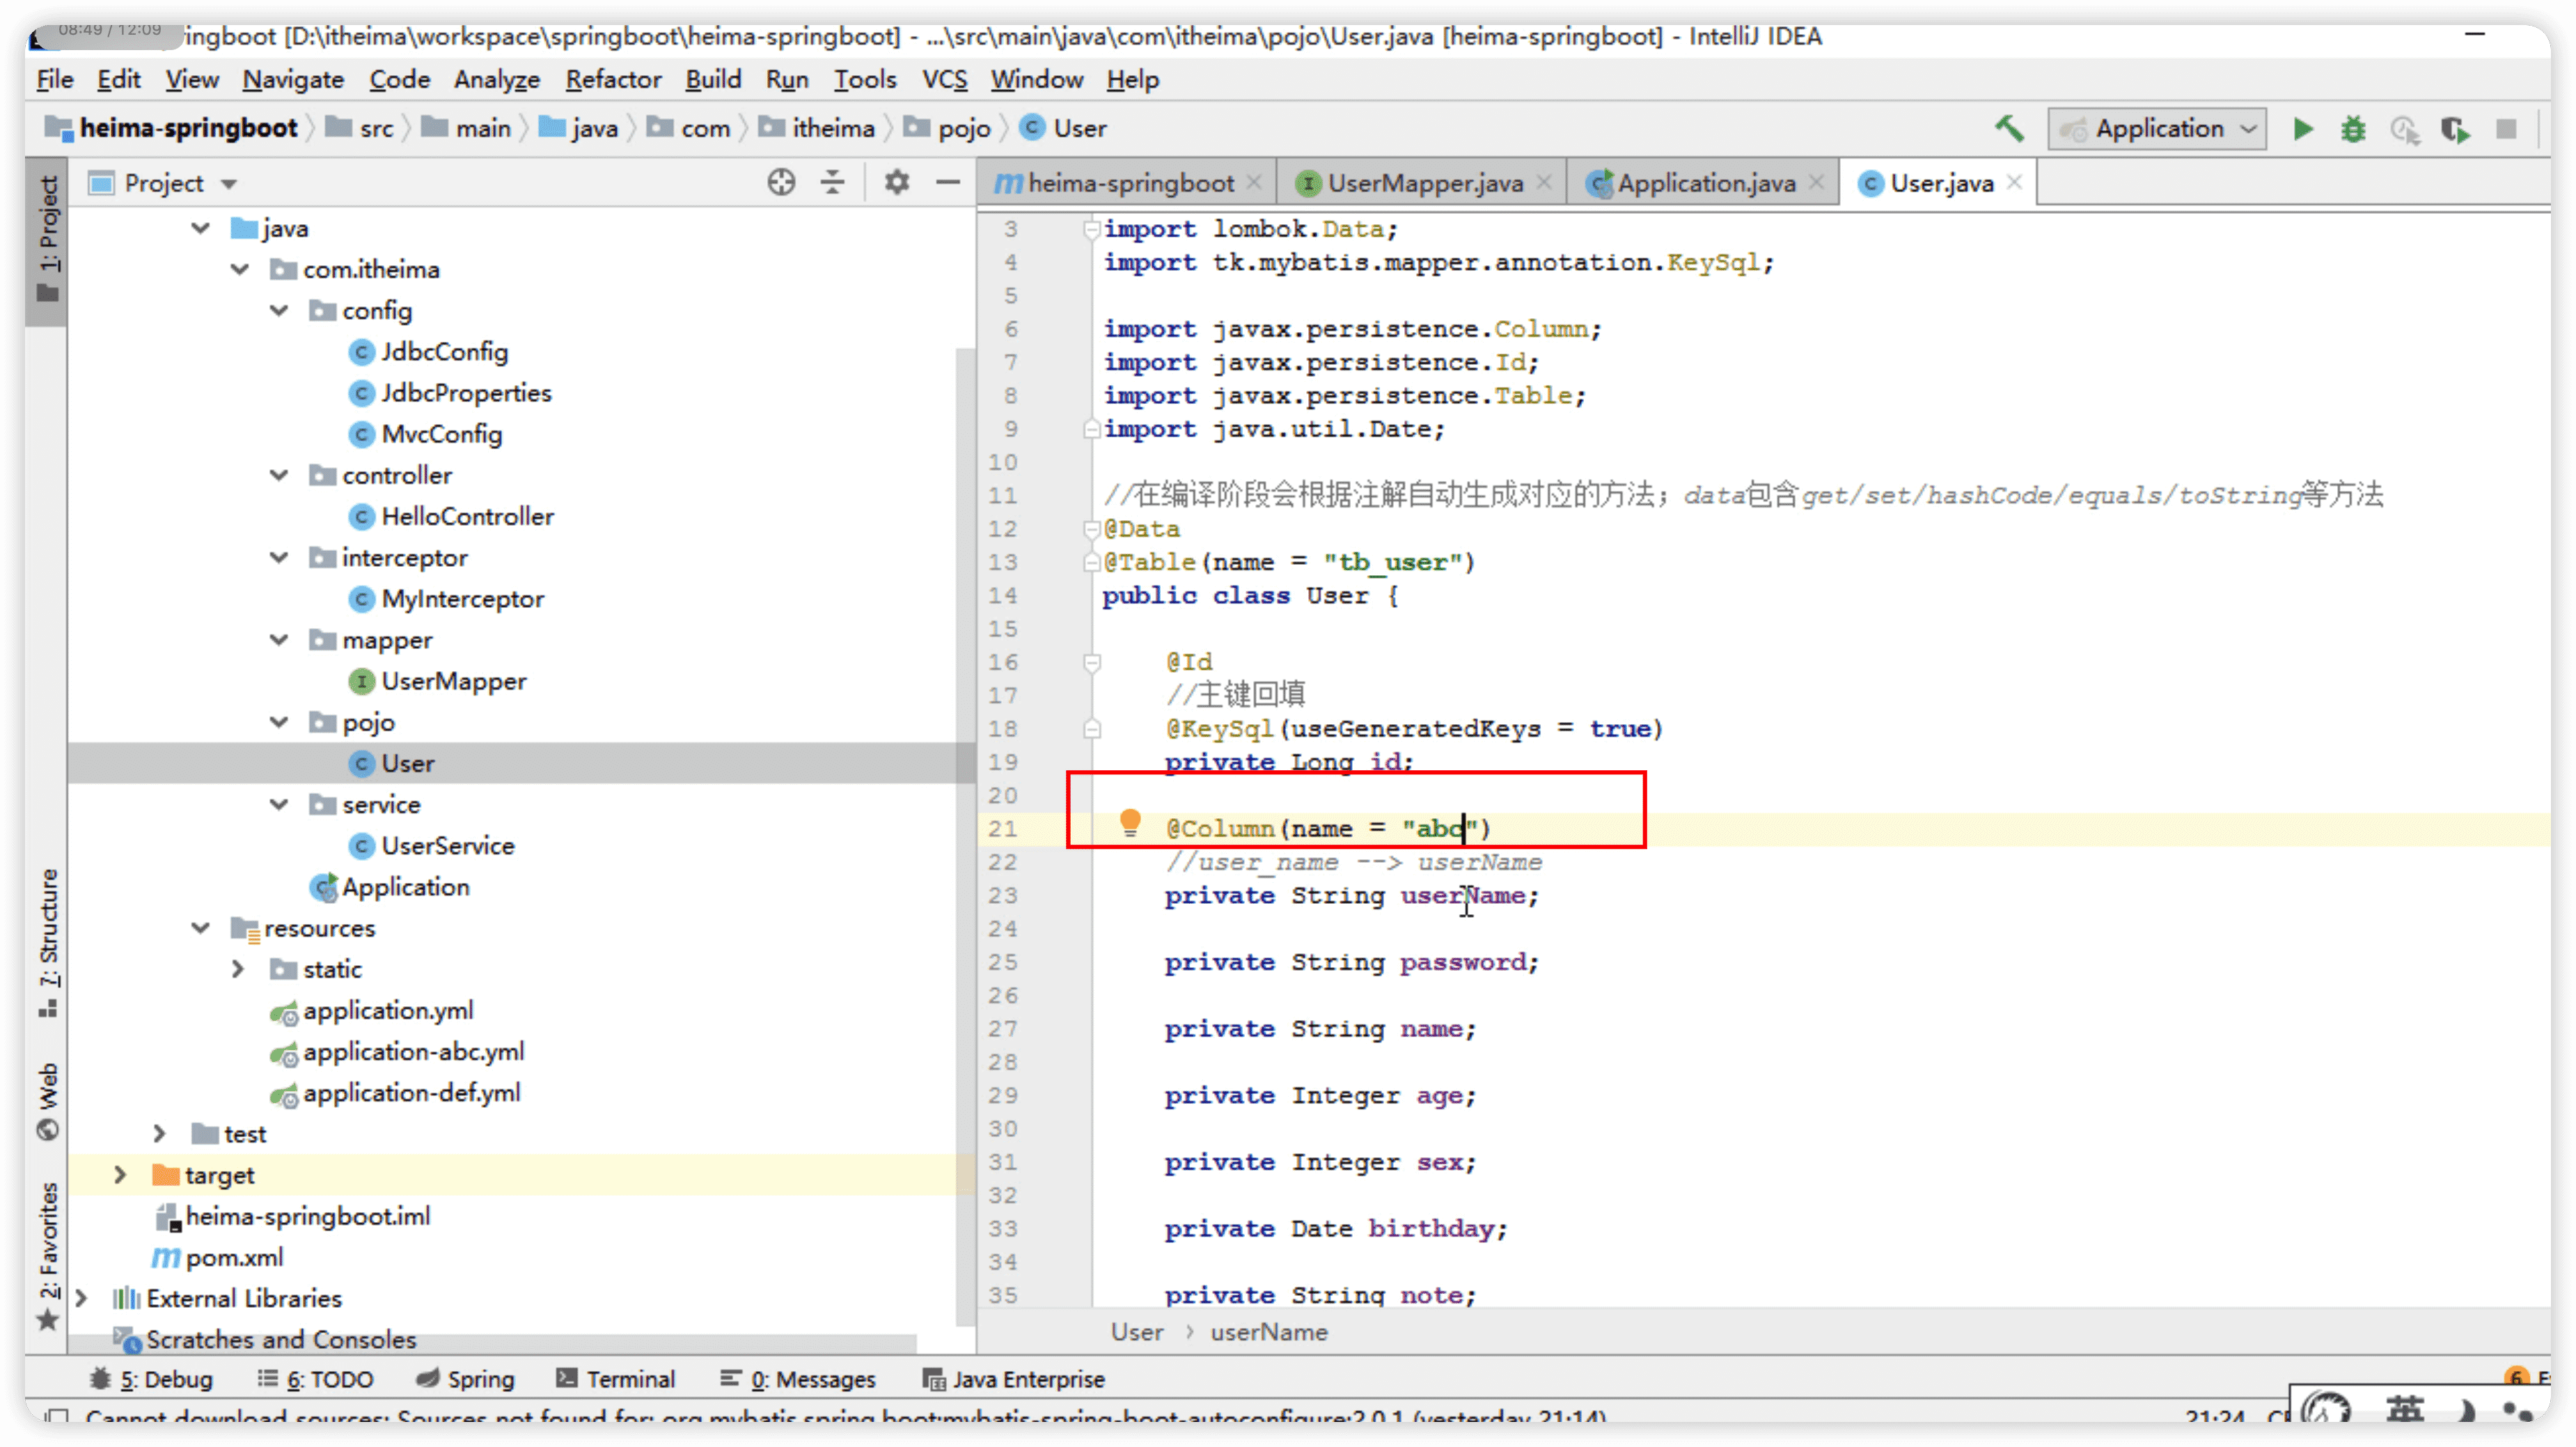 08:49 / 12:09
ingboot [D:\itheima\workspace\springboot\heima-springboot] - ...\src\main\java\com\itheima\pojo\User.java [heima-springboot] - IntelliJ IDEA
File Edit View Navigate Code Analyze Refactor Build Run Tools VCS Window Help
heima-springboot src main java com itheima pojo User
Application
Project
heima-springboot UserMapper.java Application.java User.java
1: Project
7: Structure
Web
2: Favorites
java
com.itheima
config
JdbcConfig
JdbcProperties
MvcConfig
controller
HelloController
interceptor
MyInterceptor
mapper
UserMapper
pojo
User
service
UserService
Application
resources
static
application.yml
application-abc.yml
application-def.yml
test
target
heima-springboot.iml
pom.xml
External Libraries
Scratches and Consoles
3 import lombok.Data;
4 import tk.mybatis.mapper.annotation.KeySql;
5
6 import javax.persistence.Column;
7 import javax.persistence.Id;
8 import javax.persistence.Table;
9 import java.util.Date;
10
11 //在编译阶段会根据注解自动生成对应的方法；data包含get/set/hashCode/equals/toString等方法
12 @Data
13 @Table(name = "tb_user")
14 public class User {
15
16 @Id
17 //主键回填
18 @KeySql(useGeneratedKeys = true)
19 private Long id;
20
21 @Column(name = "abc")
22 //user_name --> userName
23 private String userName;
24
25 private String password;
26
27 private String name;
28
29 private Integer age;
30
31 private Integer sex;
32
33 private Date birthday;
34
35 private String note;
User › userName
5: Debug 6: TODO Spring Terminal 0: Messages Java Enterprise
6
Cannot download sources: Sources not found for: org.mybatis.spring.boot:mybatis-spring-boot-autoconfigure:2.0.1 (yesterday 21:14)
21:24
英